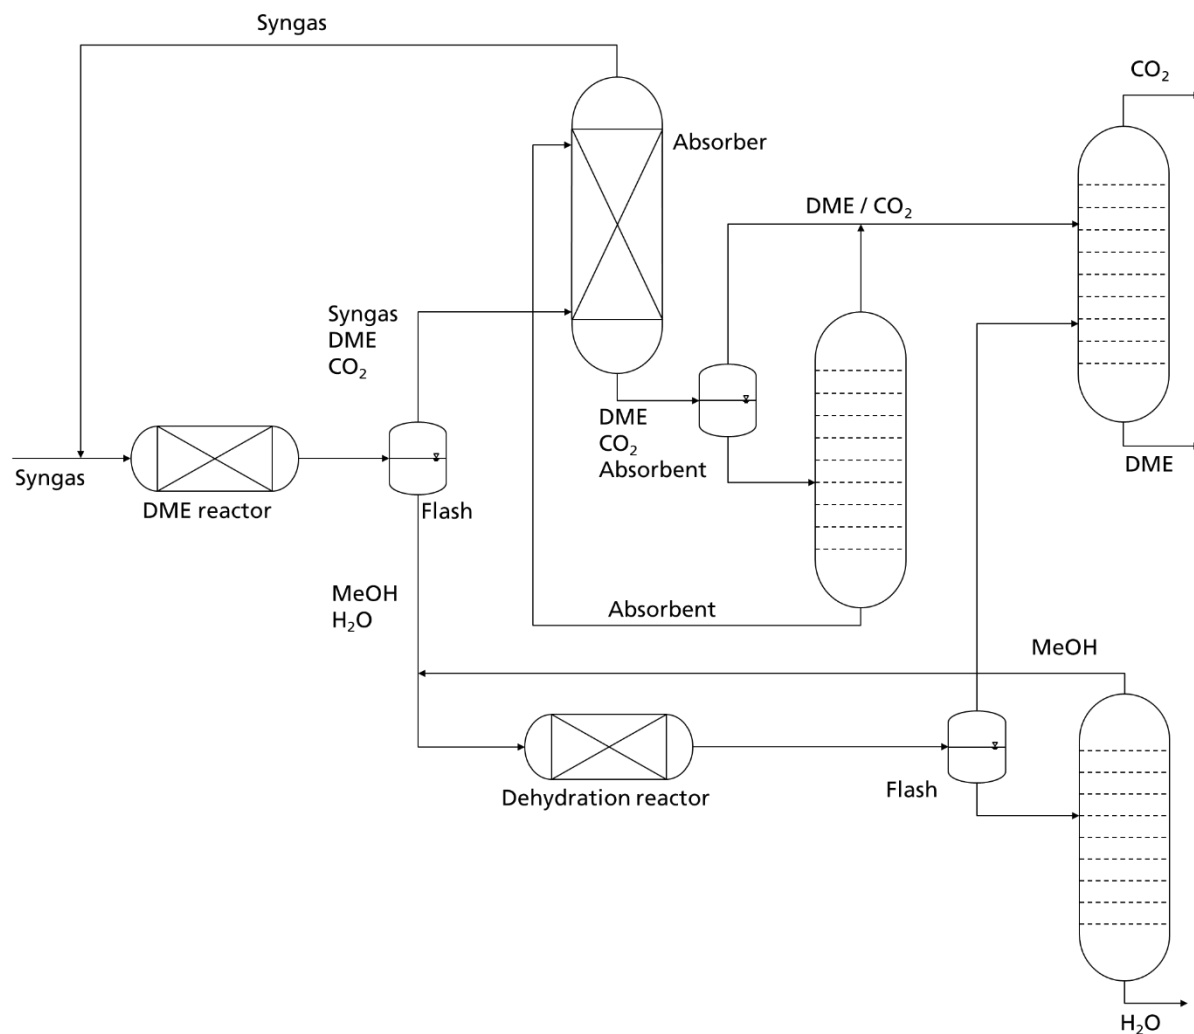 Syngas
CO₂
Absorber
DME / CO₂
Syngas
DME
CO₂
DME
CO₂
Absorbent
DME
Syngas
DME reactor
Flash
MeOH
H₂O
Absorbent
MeOH
Flash
Dehydration reactor
H₂O